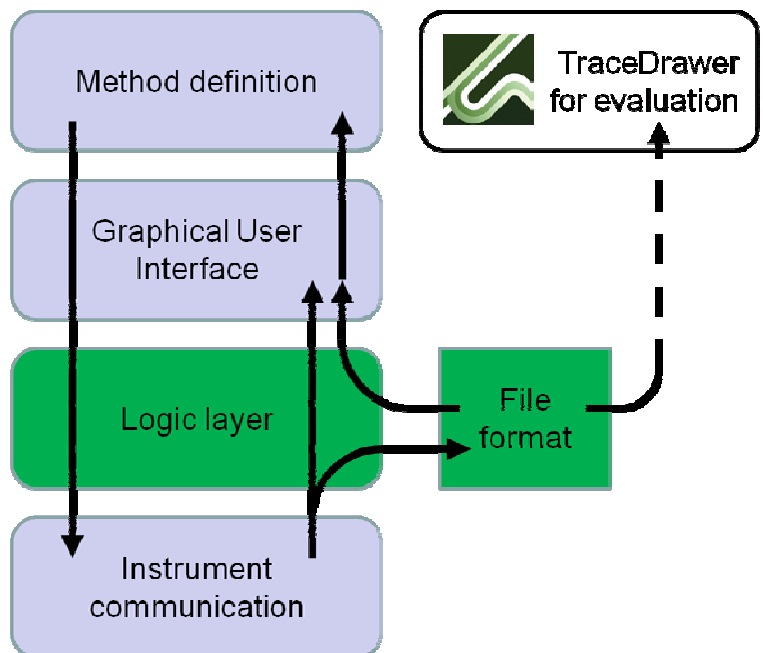 Method definition
TraceDrawer
for evaluation
Graphical User
Interface
Logic layer
File
format
Instrument
communication